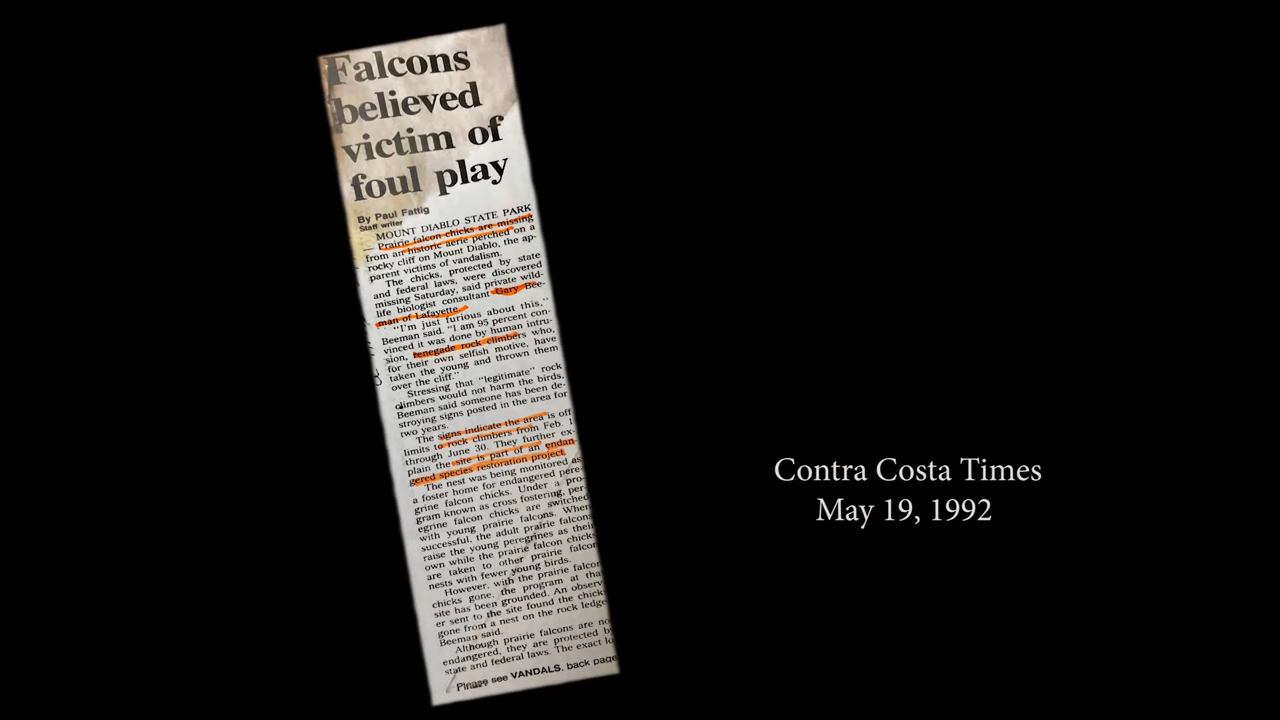 Falcons
believed
victim of
foul play
By Paul Fattig
Staff writer
MOUNT DIABLO STATE PARK
— Prairie falcon chicks are missing
from an historic aerie perched on a
rocky cliff on Mount Diablo, the ap-
parent victims of vandalism.
The chicks, protected by state
and federal laws, were discovered
missing Saturday, said private wild-
life biologist consultant Gary Bee-
man of Lafayette.
"I'm just furious about this,"
Beeman said. "I am 95 percent con-
vinced it was done by human intru-
sion, renegade rock climbers who,
for their own selfish motive, have
taken the young and thrown them
over the cliff."
Stressing that "legitimate" rock
climbers would not harm the birds,
Beeman said someone has been de-
stroying signs posted in the area for
two years.
The signs indicate the area is off
limits to rock climbers from Feb. 1
through June 30. They further ex-
plain the site is part of an endan-
gered species restoration project.
The nest was being monitored as
a foster home for endangered pere-
grine falcon chicks. Under a pro-
gram known as cross fostering, per-
egrine falcon chicks are switched
with young prairie falcons. When
successful, the adult prairie falcons
raise the young peregrines as their
own while the prairie falcon chicks
are taken to other prairie falcon
nests with fewer young birds.
However, with the prairie falcon
chicks gone, the program at that
site has been grounded. An observ-
er sent to the site found the chicks
gone from a nest on the rock ledge,
Beeman said.
Although prairie falcons are not
endangered, they are protected by
state and federal laws. The exact lo
Please see VANDALS, back page
Contra Costa Times
May 19, 1992